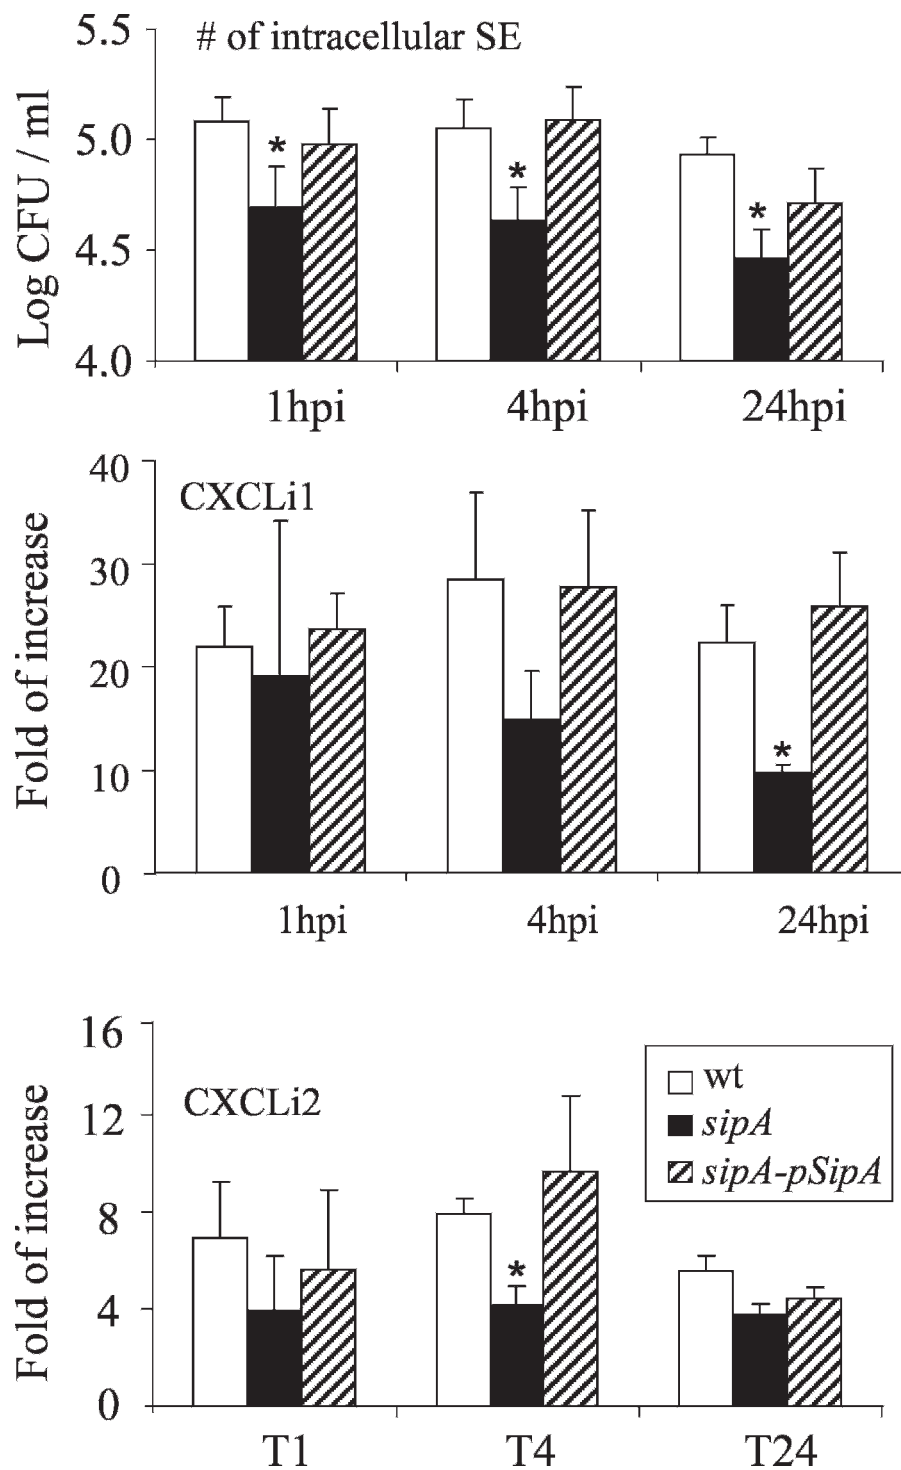 # of intracellular SE
Log CFU / ml
5.5
5.0
4.5
4.0
1hpi 4hpi 24hpi
CXCLi1
Fold of increase
40
30
20
10
0
1hpi 4hpi 24hpi
CXCLi2
Fold of increase
16
12
8
4
0
T1 T4 T24
wt
sipA
sipA-pSipA
*
*
*
*
*